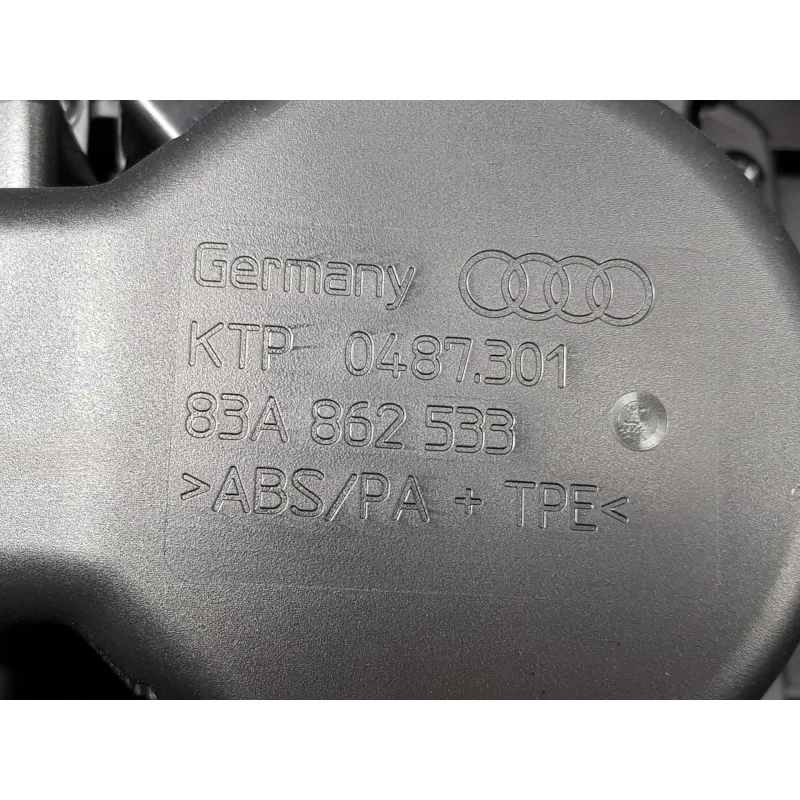 Germany
KTP 0487.301
83A 862 533
>ABS/PA + TPE<